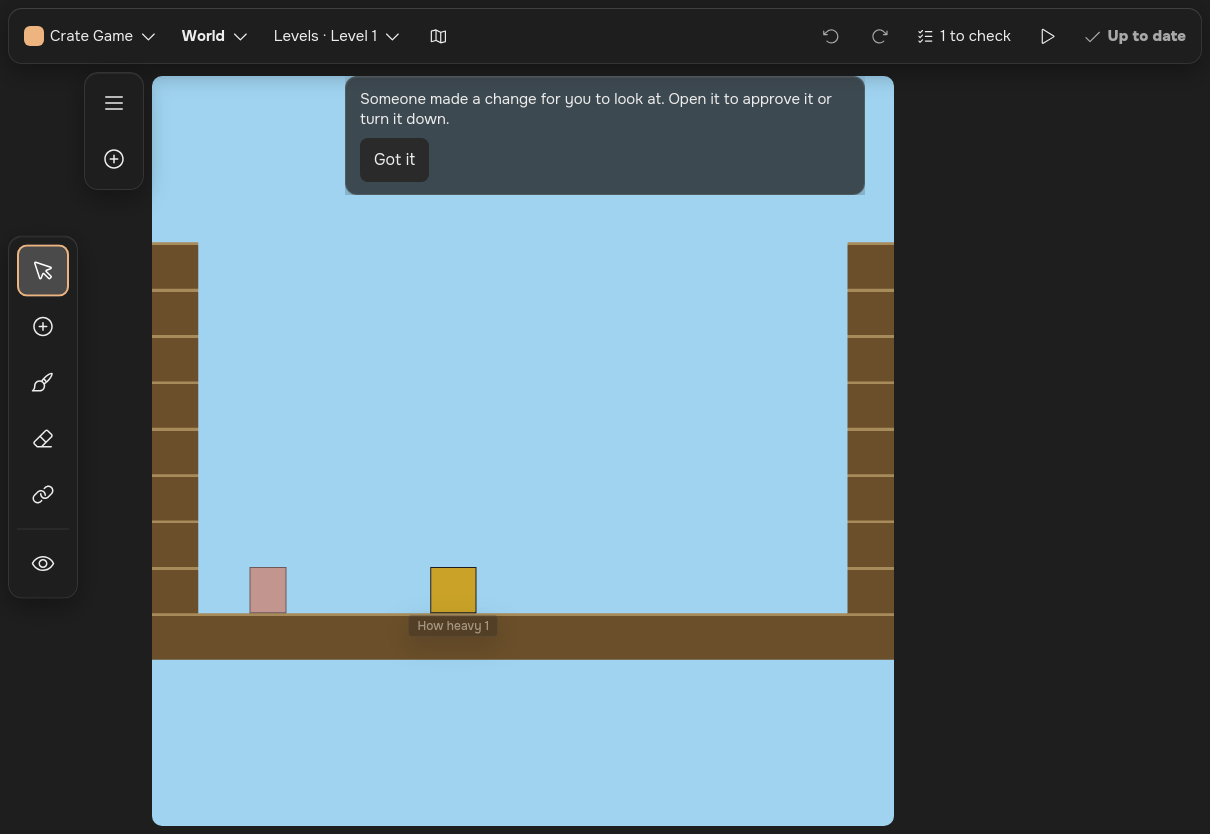 Crate Game World Levels · Level 1 1 to check Up to date
Someone made a change for you to look at. Open it to approve it or
turn it down.
Got it
How heavy 1